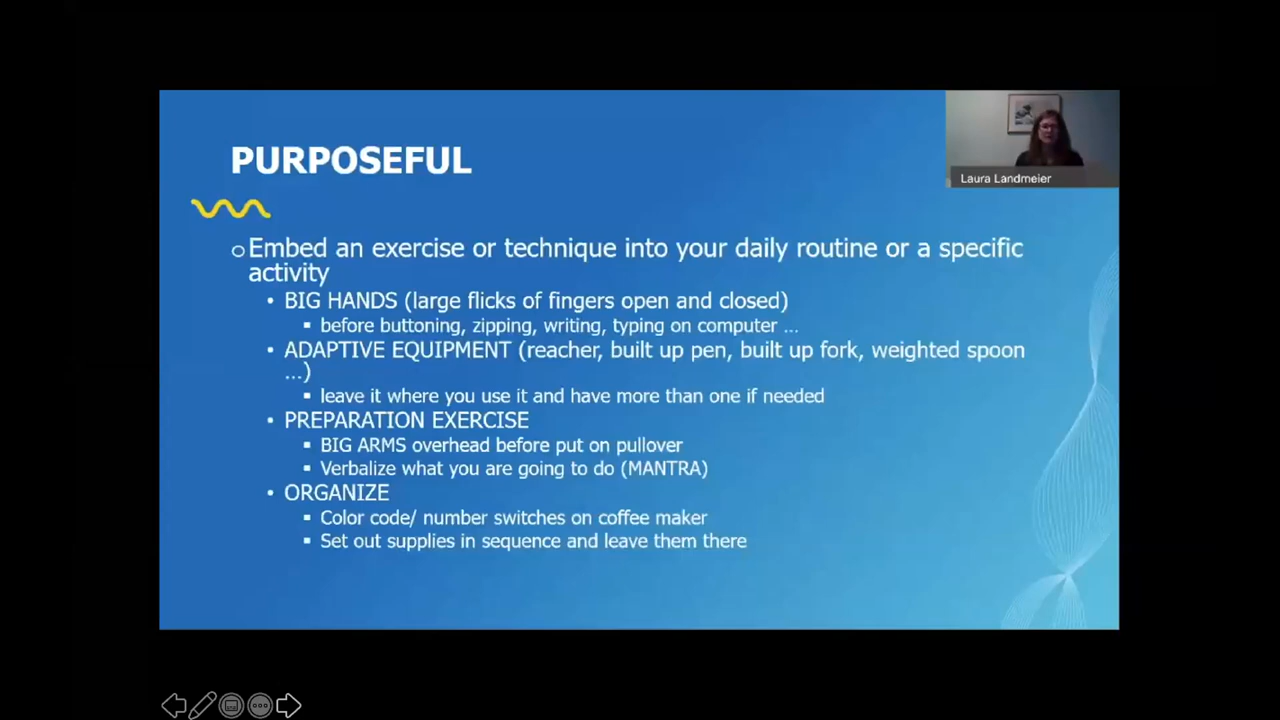 PURPOSEFUL
Laura Landmeier
Embed an exercise or technique into your daily routine or a specific
activity
BIG HANDS (large flicks of fingers open and closed)
before buttoning, zipping, writing, typing on computer ...
ADAPTIVE EQUIPMENT (reacher, built up pen, built up fork, weighted spoon
...)
leave it where you use it and have more than one if needed
PREPARATION EXERCISE
BIG ARMS overhead before put on pullover
Verbalize what you are going to do (MANTRA)
ORGANIZE
Color code/ number switches on coffee maker
Set out supplies in sequence and leave them there